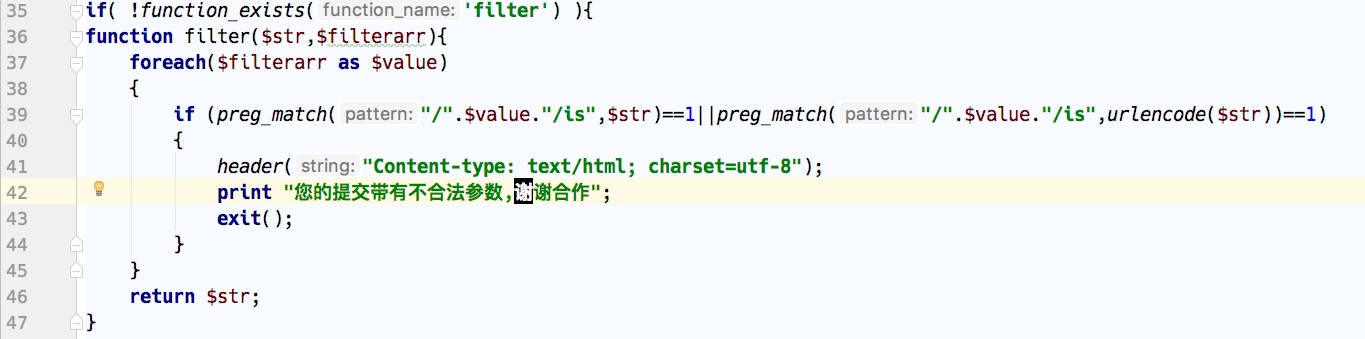 35 if( !function_exists( function_name: 'filter') ){
36 function filter($str,$filterarr){
37 foreach($filterarr as $value)
38 {
39 if (preg_match( pattern: "/".$value."/is",$str)==1||preg_match( pattern: "/".$value."/is",urlencode($str))==1)
40 {
41 header( string: "Content-type: text/html; charset=utf-8");
42 print "您的提交带有不合法参数,谢谢合作";
43 exit();
44 }
45 }
46 return $str;
47 }